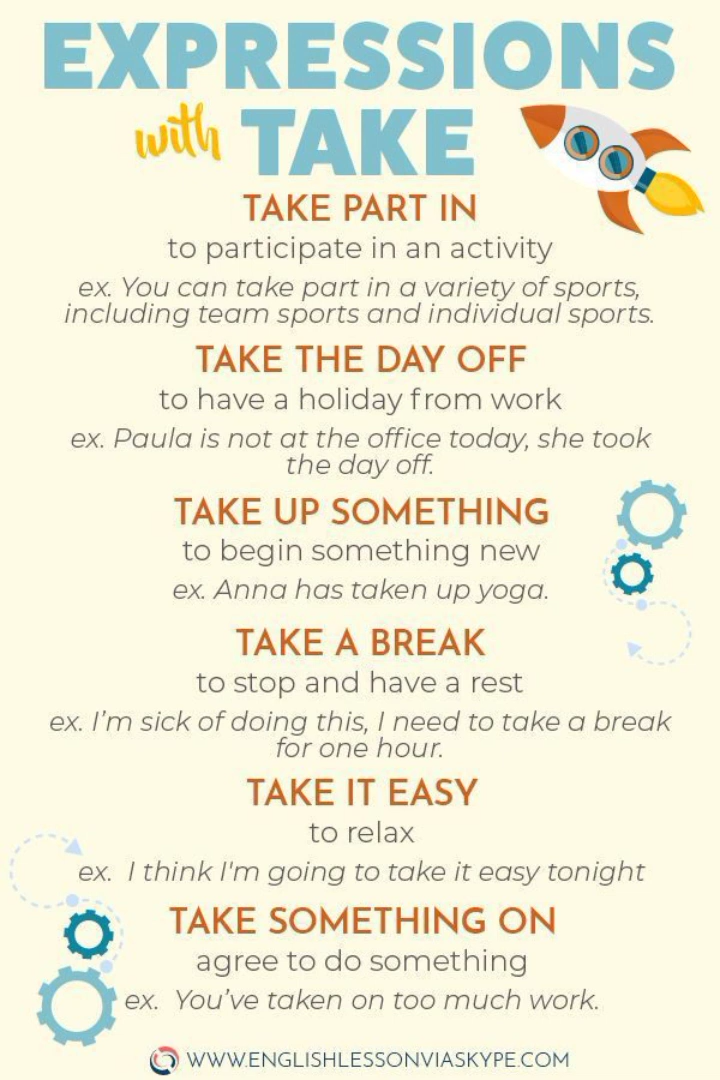 EXPRESSIONS
with TAKE
TAKE PART IN
to participate in an activity
ex. You can take part in a variety of sports,
including team sports and individual sports.
TAKE THE DAY OFF
to have a holiday from work
ex. Paula is not at the office today, she took
the day off.
TAKE UP SOMETHING
to begin something new
ex. Anna has taken up yoga.
TAKE A BREAK
to stop and have a rest
ex. I’m sick of doing this, I need to take a break
for one hour.
TAKE IT EASY
to relax
ex. I think I'm going to take it easy tonight
TAKE SOMETHING ON
agree to do something
ex. You’ve taken on too much work.
WWW.ENGLISHLESSONVIASKYPE.COM